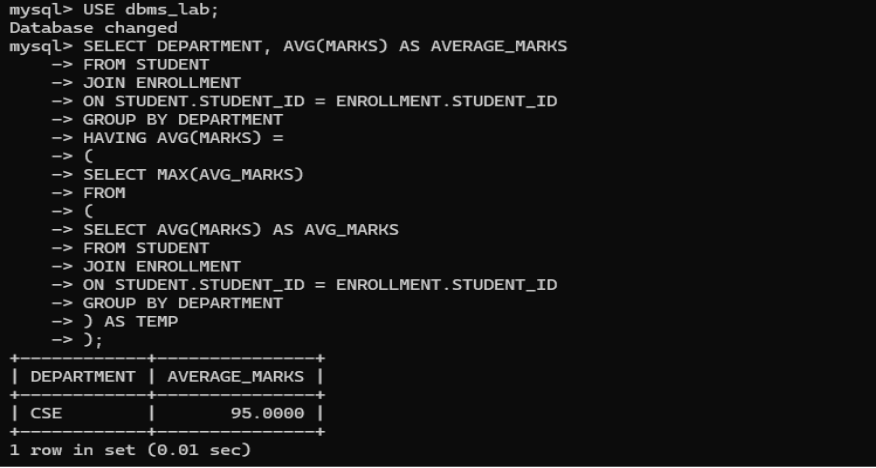 mysql> USE dbms_lab;
Database changed
mysql> SELECT DEPARTMENT, AVG(MARKS) AS AVERAGE_MARKS
    -> FROM STUDENT
    -> JOIN ENROLLMENT
    -> ON STUDENT.STUDENT_ID = ENROLLMENT.STUDENT_ID
    -> GROUP BY DEPARTMENT
    -> HAVING AVG(MARKS) =
    -> (
    -> SELECT MAX(AVG_MARKS)
    -> FROM
    -> (
    -> SELECT AVG(MARKS) AS AVG_MARKS
    -> FROM STUDENT
    -> JOIN ENROLLMENT
    -> ON STUDENT.STUDENT_ID = ENROLLMENT.STUDENT_ID
    -> GROUP BY DEPARTMENT
    -> ) AS TEMP
    -> );
+------------+---------------+
| DEPARTMENT | AVERAGE_MARKS |
+------------+---------------+
| CSE        |       95.0000 |
+------------+---------------+
1 row in set (0.01 sec)